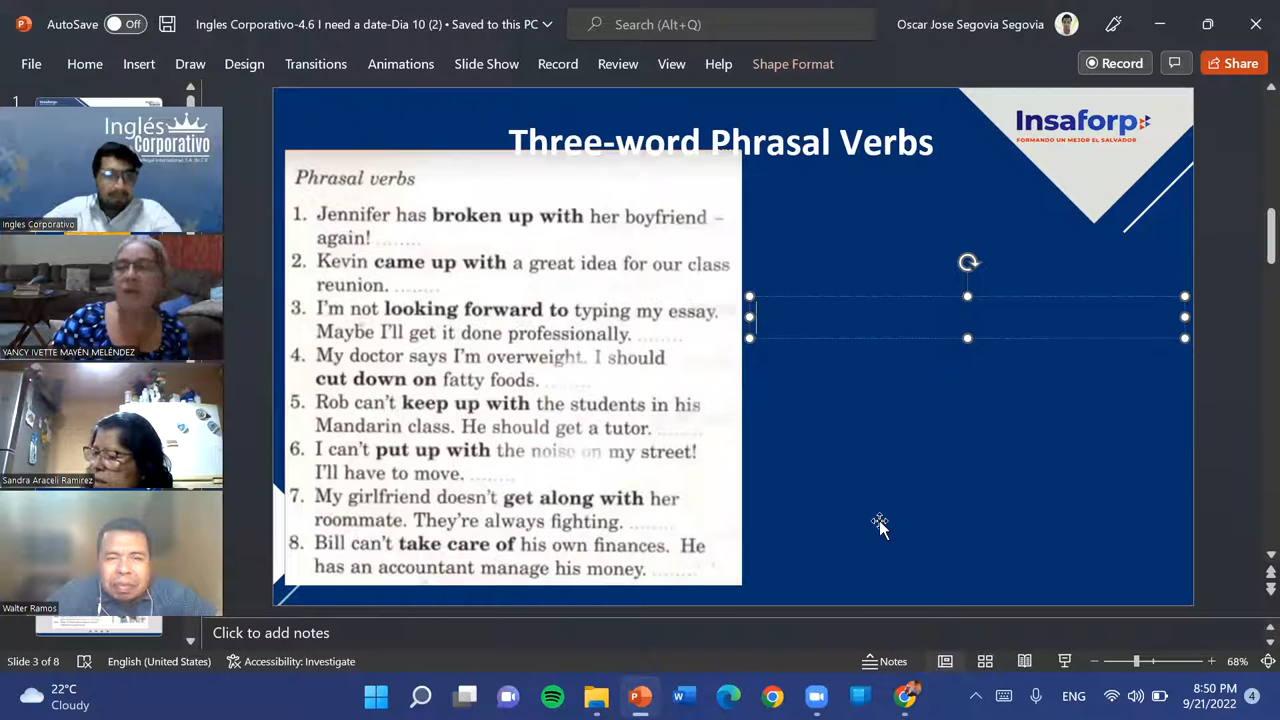 AutoSave Off Ingles Corporativo-4.6 I need a date-Dia 10 (2) • Saved to this PC Search (Alt+Q) Oscar Jose Segovia Segovia
File Home Insert Draw Design Transitions Animations Slide Show Record Review View Help Shape Format Record Share
1
Inglés
Corporativo
Ingles Corporativo
YANCY IVETTE MAYÉN MELÉNDEZ
Sandra Araceli Ramirez
Walter Ramos
Three-word Phrasal Verbs
Insaforp
FORMANDO UN MEJOR EL SALVADOR
Phrasal verbs
1. Jennifer has broken up with her boyfriend –
again! ........
2. Kevin came up with a great idea for our class
reunion. ........
3. I'm not looking forward to typing my essay.
Maybe I'll get it done professionally. ........
4. My doctor says I'm overweight. I should
cut down on fatty foods. ........
5. Rob can't keep up with the students in his
Mandarin class. He should get a tutor. ........
6. I can't put up with the noise on my street!
I'll have to move. ........
7. My girlfriend doesn't get along with her
roommate. They're always fighting. ........
8. Bill can't take care of his own finances. He
has an accountant manage his money. ........
Click to add notes
Slide 3 of 8 English (United States) Accessibility: Investigate Notes 68%
22°C
Cloudy
ENG
8:50 PM
9/21/2022
4